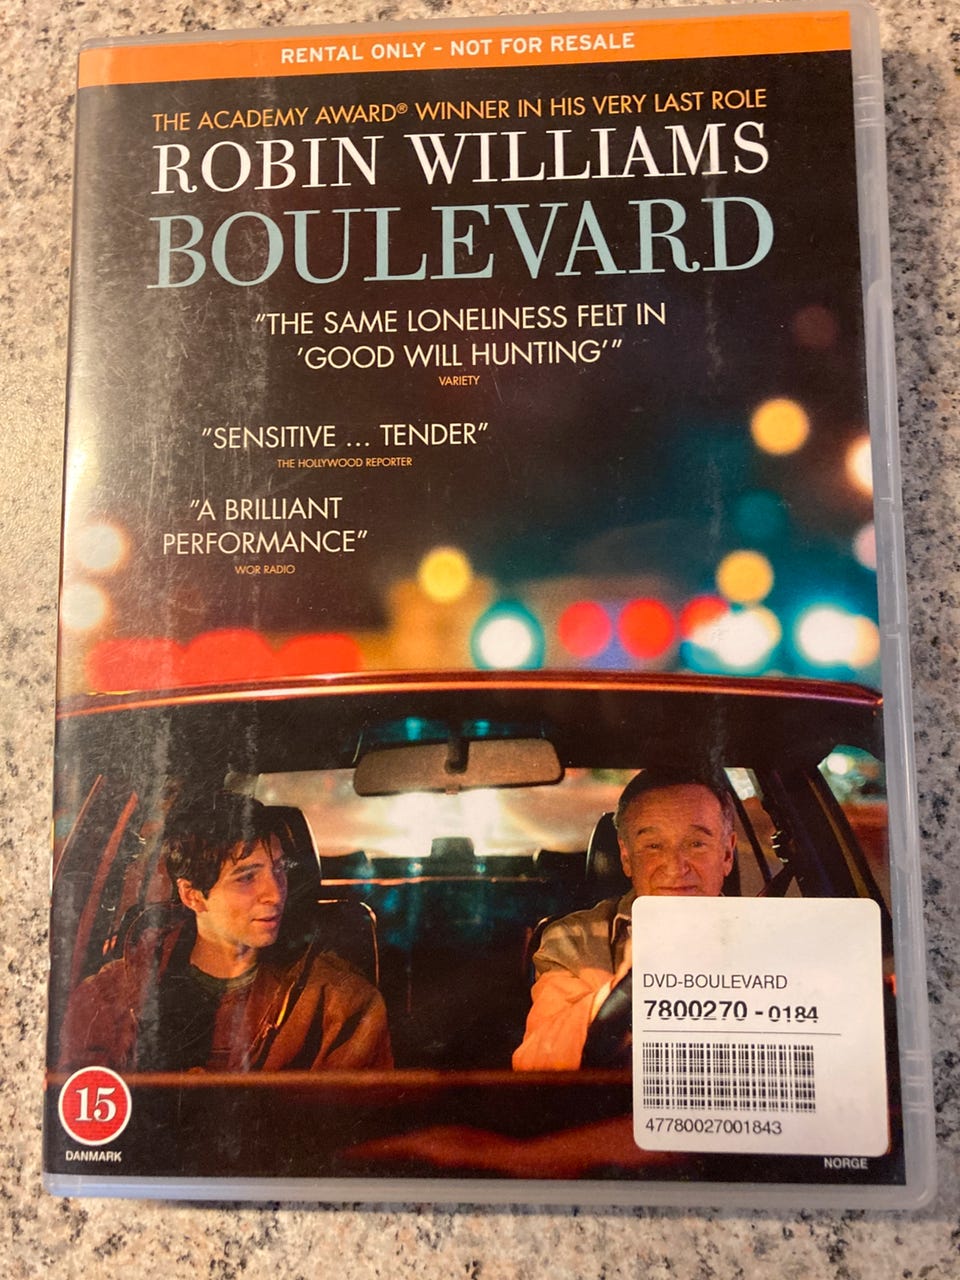 RENTAL ONLY - NOT FOR RESALE
THE ACADEMY AWARD® WINNER IN HIS VERY LAST ROLE
ROBIN WILLIAMS
BOULEVARD
"THE SAME LONELINESS FELT IN
'GOOD WILL HUNTING'"
VARIETY
"SENSITIVE ... TENDER"
THE HOLLYWOOD REPORTER
"A BRILLIANT
PERFORMANCE"
WOR RADIO
DVD-BOULEVARD
7800270 - 0184
47780027001843
15
DANMARK
NORGE